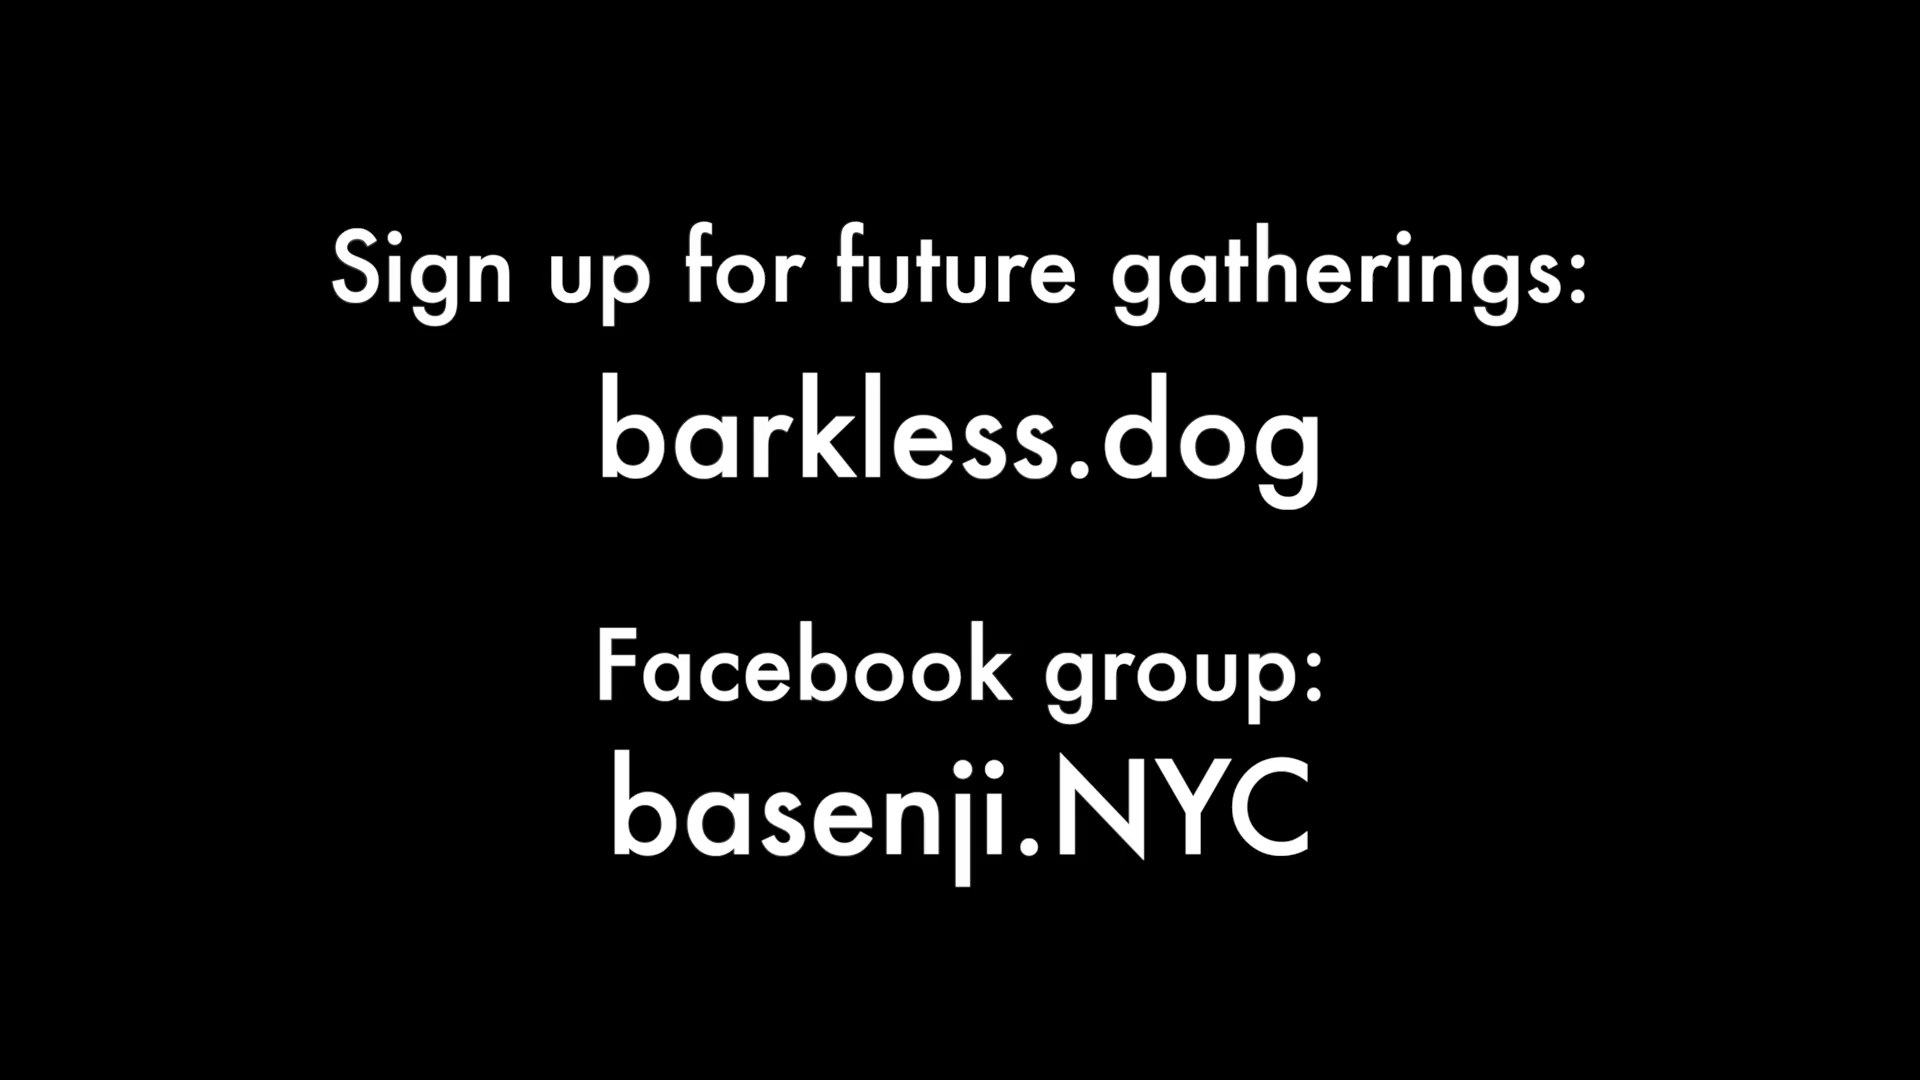 Sign up for future gatherings:
barkless.dog
Facebook group:
basenji.NYC